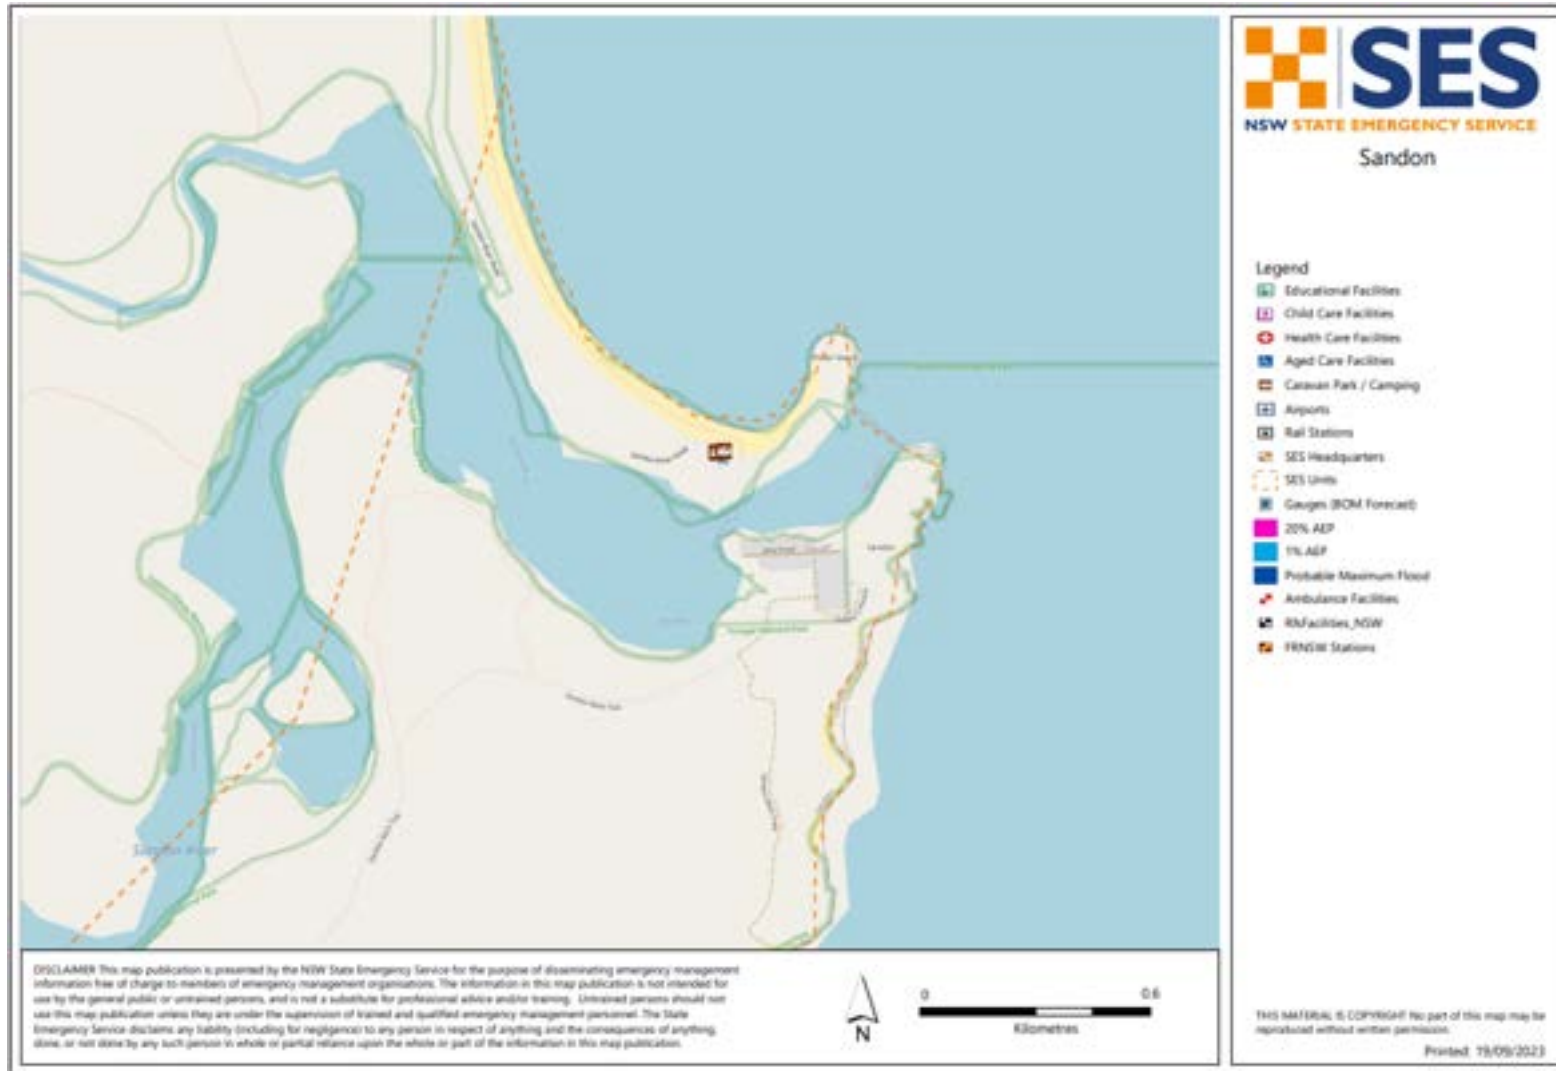 SES
NSW STATE EMERGENCY SERVICE
Sandon
Legend
Educational Facilities
Child Care Facilities
Health Care Facilities
Aged Care Facilities
Caravan Park / Camping
Airports
Rail Stations
SES Headquarters
SES Units
Gauges (BOM Forecast)
20% AEP
1% AEP
Probable Maximum Flood
Ambulance Facilities
FRNSW Stations
Sandon River
DISCLAIMER This map publication is presented by the NSW State Emergency Service for the purpose of disseminating emergency management
information free of charge to members of emergency management organisations. The information in this map publication is not intended for
use by the general public or untrained persons, and is not a substitute for professional advice and/or training. Untrained persons should not
use this map publication unless they are under the supervision of trained and qualified emergency management personnel. The State
Emergency Service disclaims any liability (including for negligence) to any person in respect of anything and the consequences of anything,
done, or not done by any such person in whole or partial reliance upon the whole or part of the information in this map publication.
N
0 0.6
Kilometres
THIS MATERIAL IS COPYRIGHT No part of this map may be
reproduced without written permission.
Printed: 19/09/2023